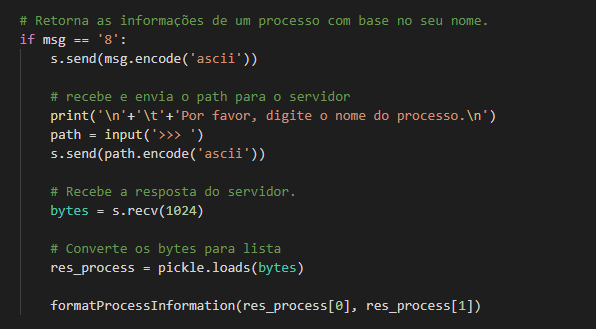 # Retorna as informações de um processo com base no seu nome.
if msg == '8':
    s.send(msg.encode('ascii'))
    # recebe e envia o path para o servidor
    print('\n'+'\t'+'Por favor, digite o nome do processo.\n')
    path = input('>>> ')
    s.send(path.encode('ascii'))
    # Recebe a resposta do servidor.
    bytes = s.recv(1024)
    # Converte os bytes para lista
    res_process = pickle.loads(bytes)
    formatProcessInformation(res_process[0], res_process[1])